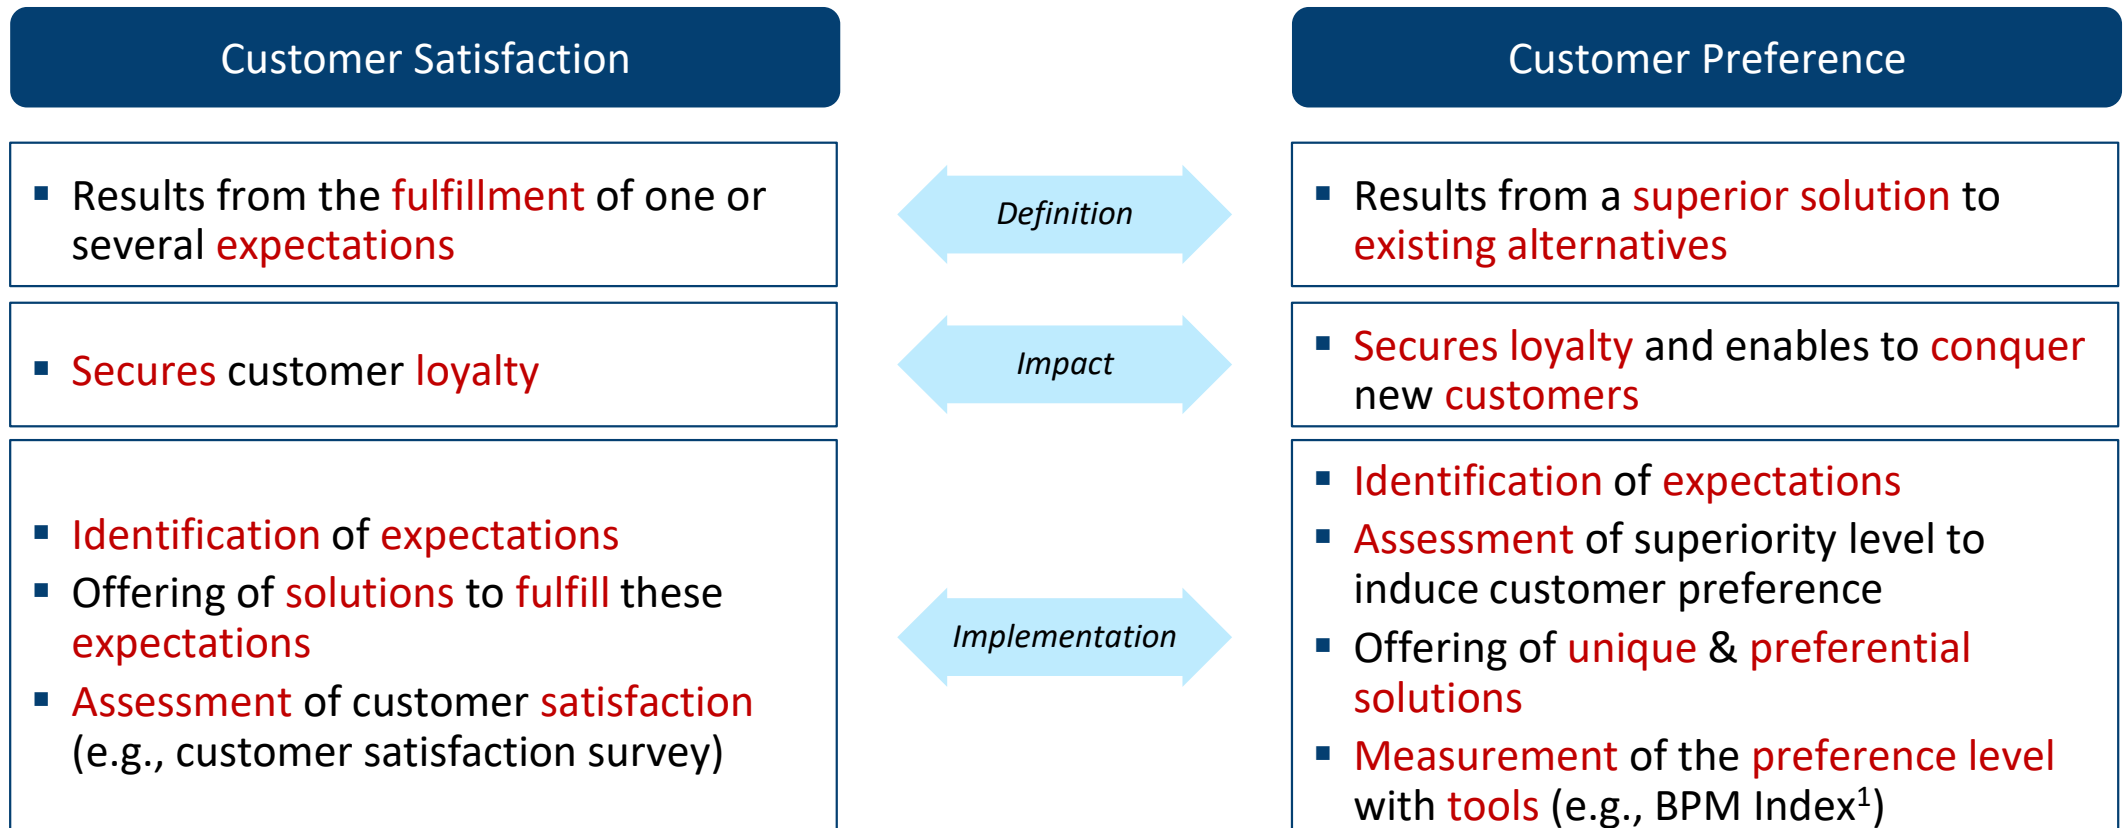 Customer Satisfaction
Customer Preference
▪ Results from the fulfillment of one or
several expectations
Definition
▪ Results from a superior solution to
existing alternatives
▪ Secures customer loyalty
Impact
▪ Secures loyalty and enables to conquer
new customers
▪ Identification of expectations
▪ Offering of solutions to fulfill these
expectations
▪ Assessment of customer satisfaction
(e.g., customer satisfaction survey)
Implementation
▪ Identification of expectations
▪ Assessment of superiority level to
induce customer preference
▪ Offering of unique & preferential
solutions
▪ Measurement of the preference level
with tools (e.g., BPM Index¹)